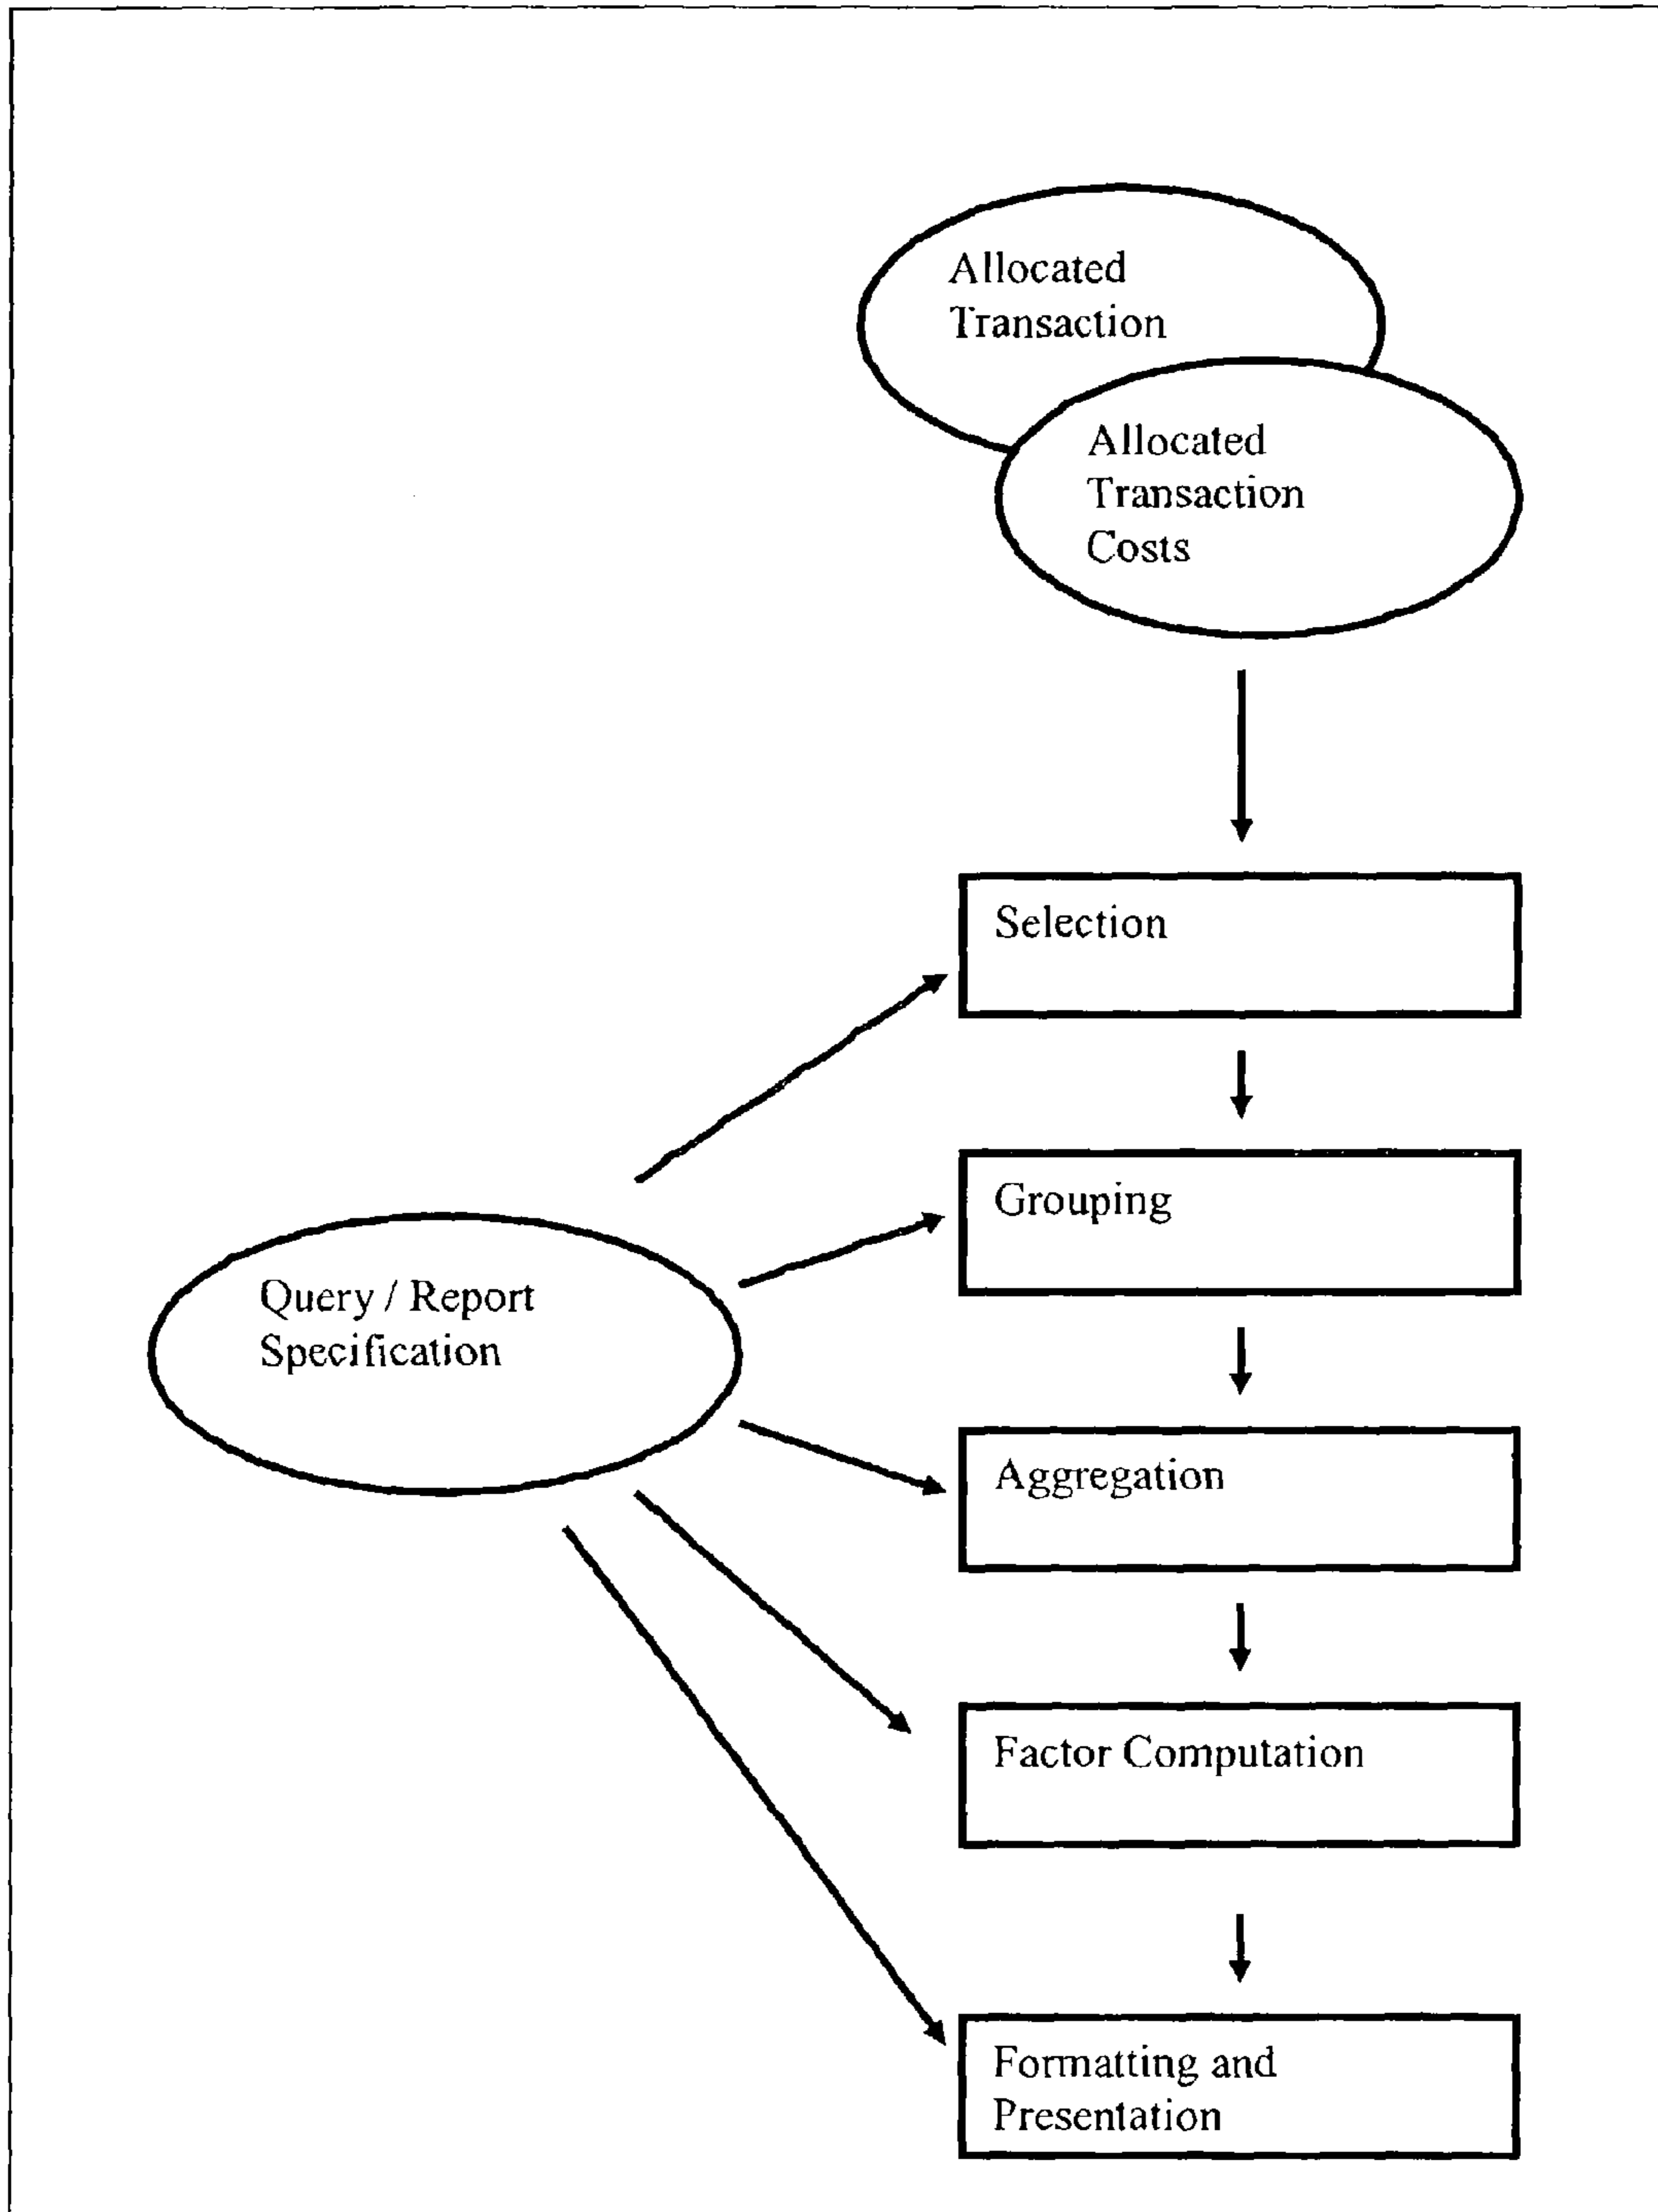 Allocated
Transaction
Allocated
Transaction
Costs
Selection
Grouping
Query / Report
Specification
Aggregation
Factor Computation
Formatting and
Presentation